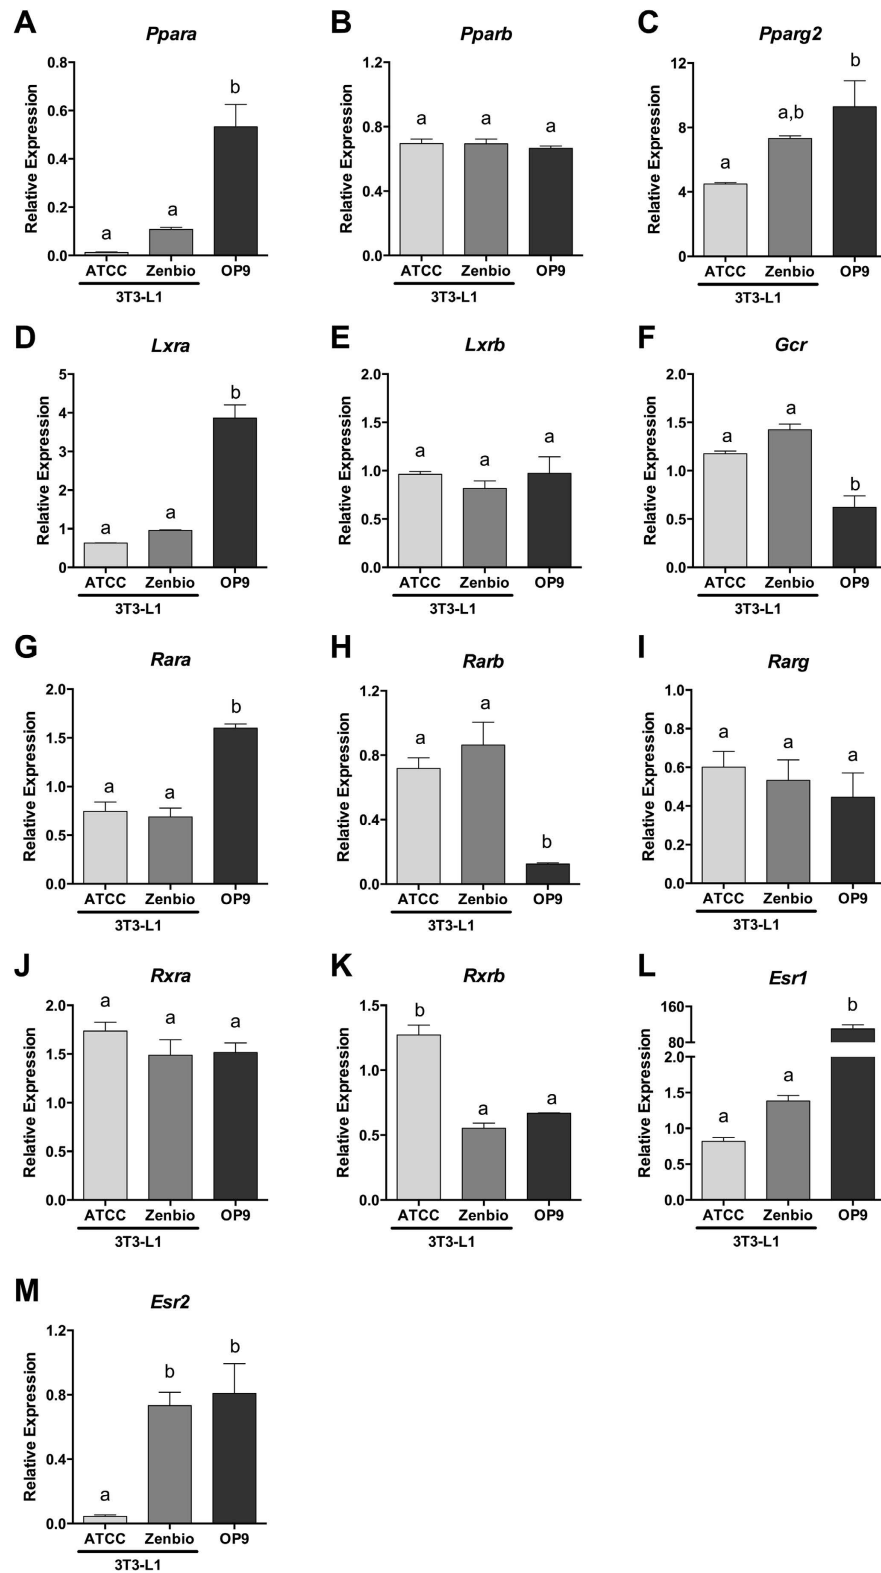 A
Ppara
Relative Expression
0.8
0.6
0.4
0.2
0.0
a
a
b
ATCC Zenbio OP9
3T3-L1
B
Pparb
Relative Expression
1.2
0.8
0.4
0.0
a
a
a
ATCC Zenbio OP9
3T3-L1
C
Pparg2
Relative Expression
12
8
4
0
a
a,b
b
ATCC Zenbio OP9
3T3-L1
D
Lxra
Relative Expression
5
4
3
2
1
0
a
a
b
ATCC Zenbio OP9
3T3-L1
E
Lxrb
Relative Expression
2.0
1.5
1.0
0.5
0.0
a
a
a
ATCC Zenbio OP9
3T3-L1
F
Gcr
Relative Expression
2.0
1.5
1.0
0.5
0.0
a
a
b
ATCC Zenbio OP9
3T3-L1
G
Rara
Relative Expression
2.0
1.5
1.0
0.5
0.0
a
a
b
ATCC Zenbio OP9
3T3-L1
H
Rarb
Relative Expression
1.2
0.8
0.4
0.0
a
a
b
ATCC Zenbio OP9
3T3-L1
I
Rarg
Relative Expression
1.0
0.8
0.6
0.4
0.2
0.0
a
a
a
ATCC Zenbio OP9
3T3-L1
J
Rxra
Relative Expression
2.0
1.5
1.0
0.5
0.0
a
a
a
ATCC Zenbio OP9
3T3-L1
K
Rxrb
Relative Expression
1.5
1.0
0.5
0.0
b
a
a
ATCC Zenbio OP9
3T3-L1
L
Esr1
Relative Expression
160
80
2.0
1.5
1.0
0.5
0.0
a
a
b
ATCC Zenbio OP9
3T3-L1
M
Esr2
Relative Expression
1.2
0.8
0.4
0.0
a
b
b
ATCC Zenbio OP9
3T3-L1